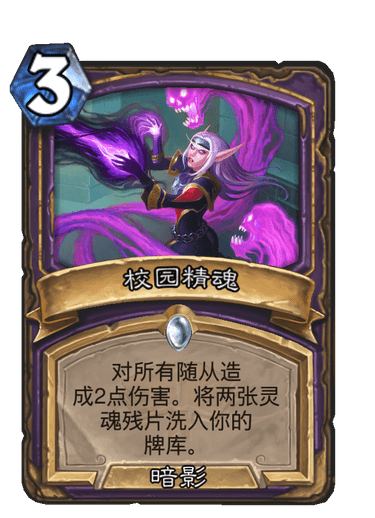 3
校园精魂
对所有随从造
成2点伤害。将两张灵
魂残片洗入你的
牌库。
暗影